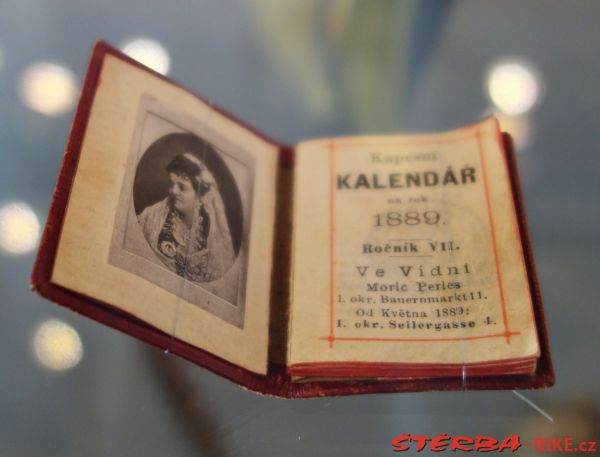 Kapesní
KALENDÁŘ
na rok
1889.
Ročník VII.
Ve Vídni
Moric Perles
I. okr. Bauernmarkt 11.
Od Května 1889:
I. okr. Seilergasse 4.
ŠTĚRBA-BIKE.cz